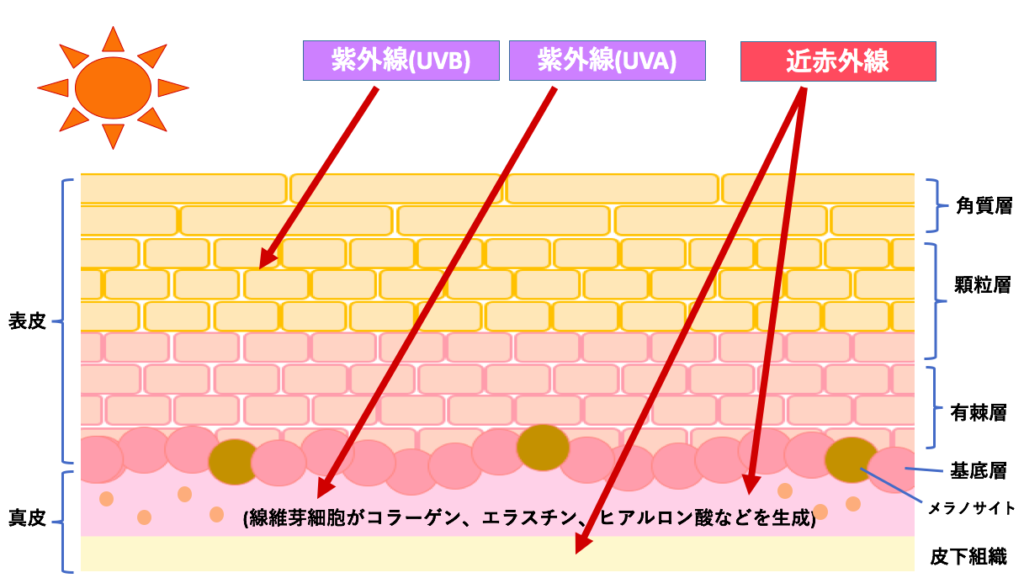 紫外線(UVB)
紫外線(UVA)
近赤外線
角質層
顆粒層
表皮
有棘層
基底層
メラノサイト
真皮
(線維芽細胞がコラーゲン、エラスチン、ヒアルロン酸などを生成)
皮下組織